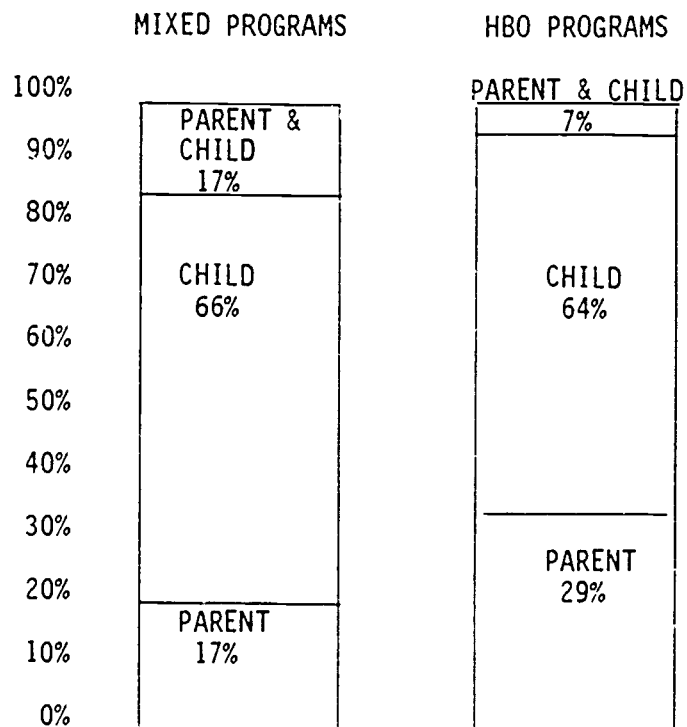 MIXED PROGRAMS HBO PROGRAMS
100% PARENT & CHILD
PARENT & 7%
90% CHILD
17%
80%
70% CHILD CHILD
66% 64%
60%
50%
40%
30%
PARENT
20% 29%
PARENT
10% 17%
0%